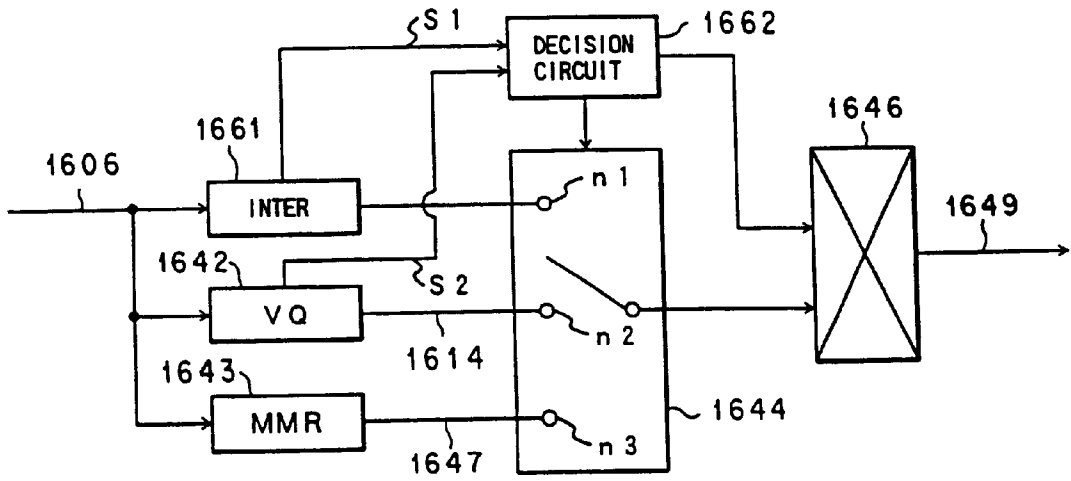 S1
DECISION
CIRCUIT
1662
1646
1661
1606
INTER
n1
1649
1642
S2
VQ
1614
n2
1643
MMR
1647
n3
1644